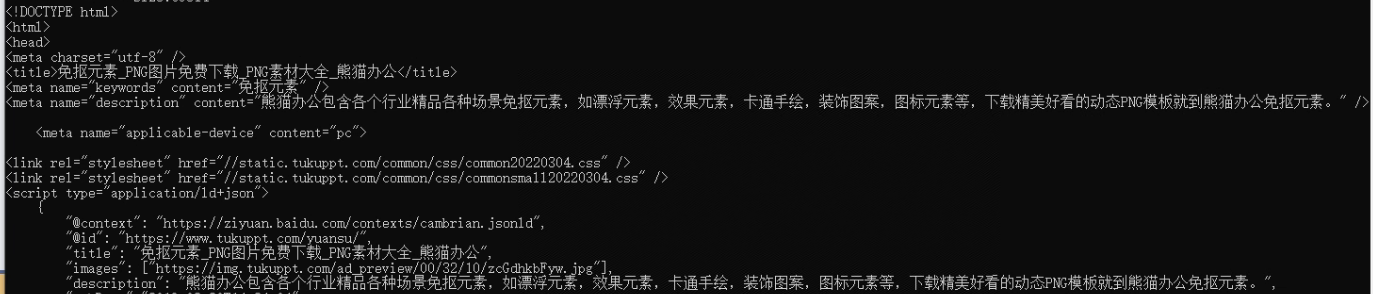 <!DOCTYPE html>
<html>
<head>
<meta charset="utf-8" />
<title>免抠元素_PNG图片免费下载_PNG素材大全_熊猫办公</title>
<meta name="keywords" content="免抠元素" />
<meta name="description" content="熊猫办公包含各个行业精品各种场景免抠元素，如漂浮元素，效果元素，卡通手绘，装饰图案，图标元素等，下载精美好看的动态PNG模板就到熊猫办公免抠元素。" />
<meta name="applicable-device" content="pc">
<link rel="stylesheet" href="//static.tukuppt.com/common/css/common20220304.css" />
<link rel="stylesheet" href="//static.tukuppt.com/common/css/commonsmall20220304.css" />
<script type="application/ld+json">
{
"@context": "https://ziyuan.baidu.com/contexts/cambrian.jsonld",
"@id": "https://www.tukuppt.com/yuansu/",
"title": "免抠元素_PNG图片免费下载_PNG素材大全_熊猫办公",
"images": ["https://img.tukuppt.com/ad_preview/00/32/10/zcGdhkbFyw.jpg"],
"description": "熊猫办公包含各个行业精品各种场景免抠元素，如漂浮元素，效果元素，卡通手绘，装饰图案，图标元素等，下载精美好看的动态PNG模板就到熊猫办公免抠元素。",